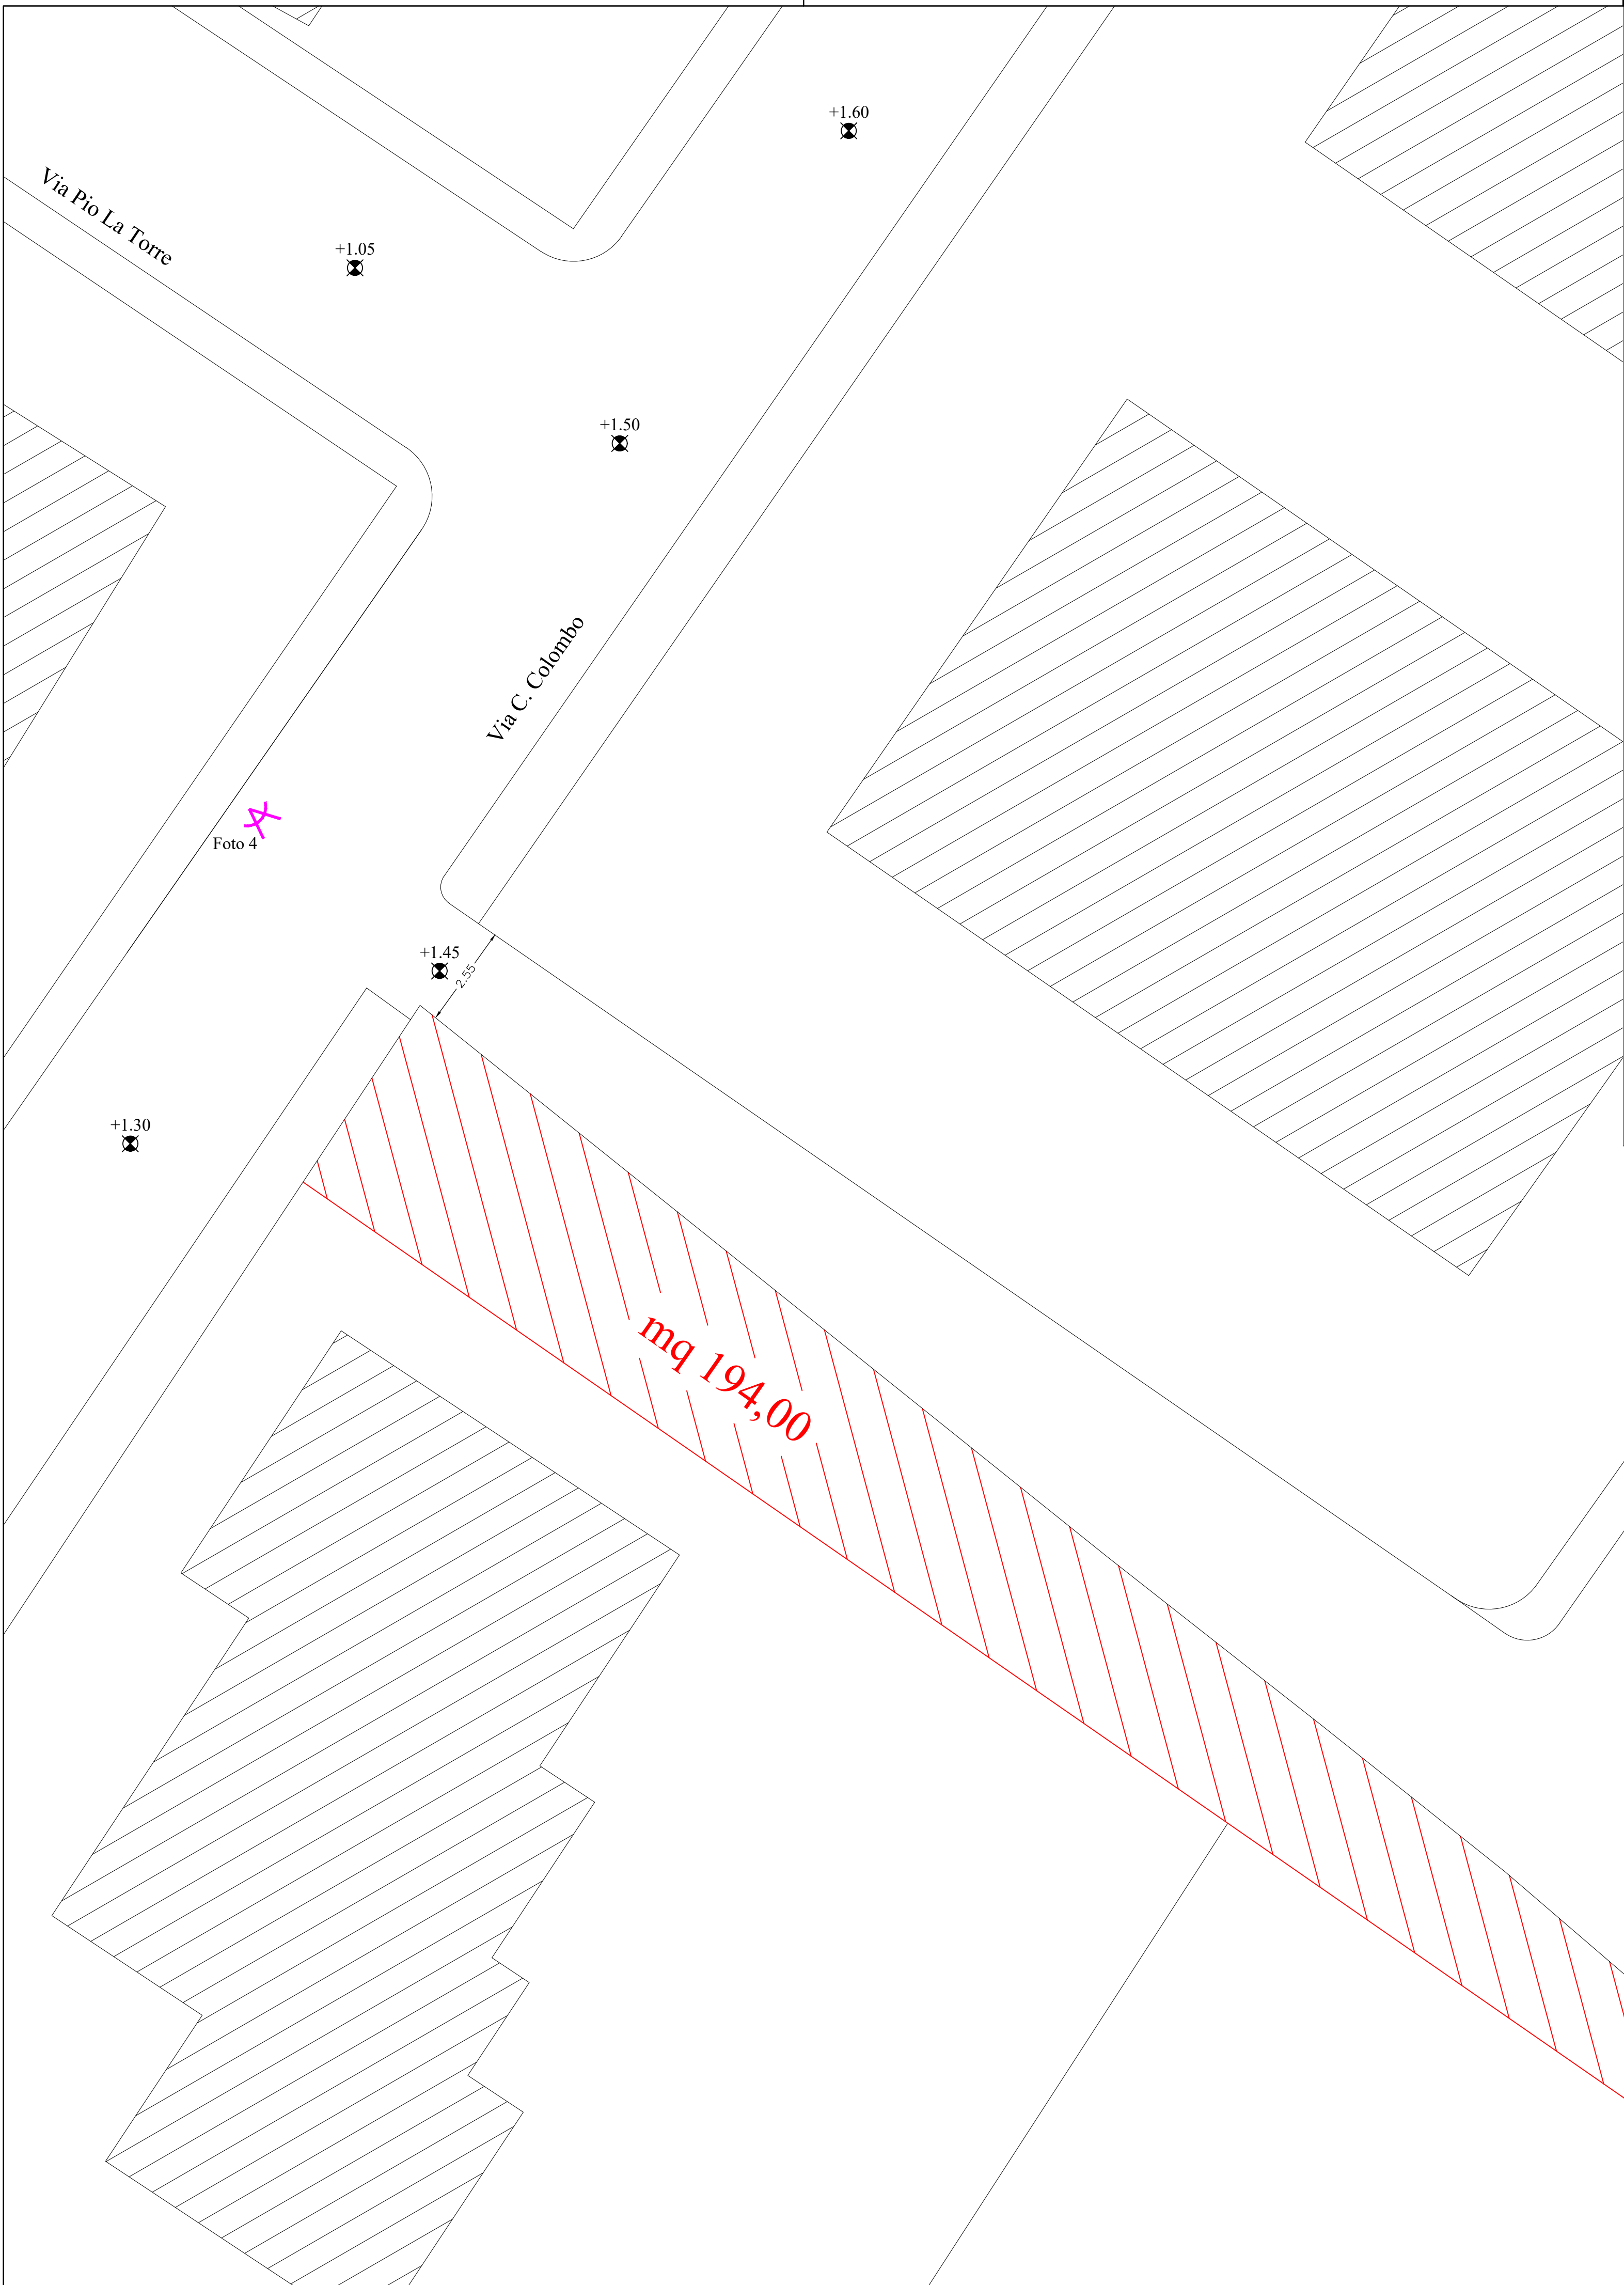 +1.60
Via Pio La Torre
+1.05
+1.50
Via C. Colombo
Foto 4
+1.45
2.55
+1.30
mq 194,00